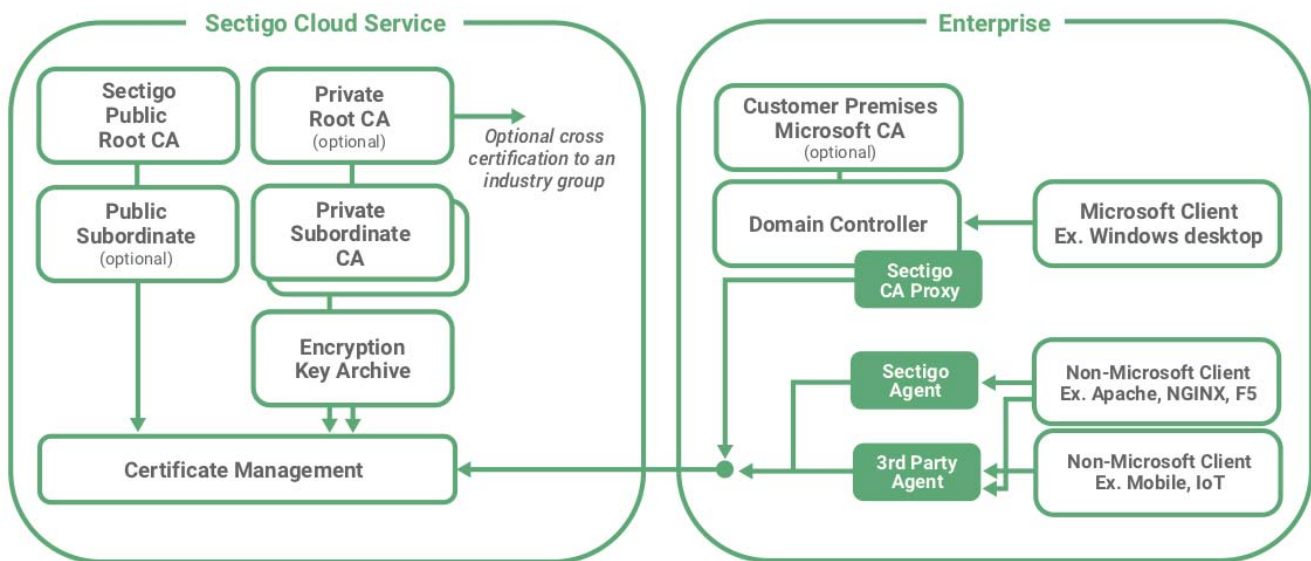 Sectigo Cloud Service
Sectigo
Public
Root CA
Private
Root CA
(optional)
Optional cross
certification to an
industry group
Public
Subordinate
(optional)
Private
Subordinate
CA
Encryption
Key Archive
Certificate Management
Enterprise
Customer Premises
Microsoft CA
(optional)
Domain Controller
Microsoft Client
Ex. Windows desktop
Sectigo
CA Proxy
Sectigo
Agent
Non-Microsoft Client
Ex. Apache, NGINX, F5
3rd Party
Agent
Non-Microsoft Client
Ex. Mobile, IoT